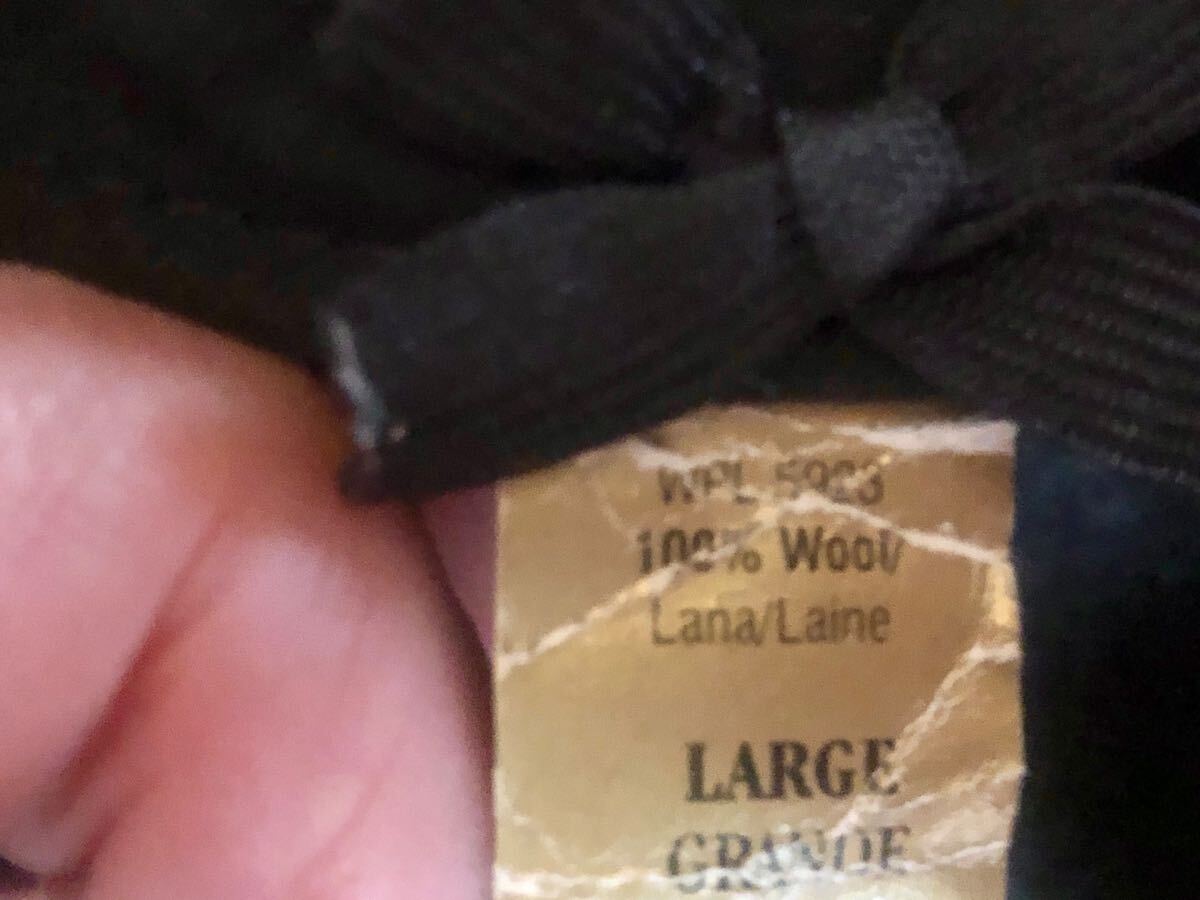 WPL 5923
100% Wool/
Lana/Laine
LARGE
GRANDE